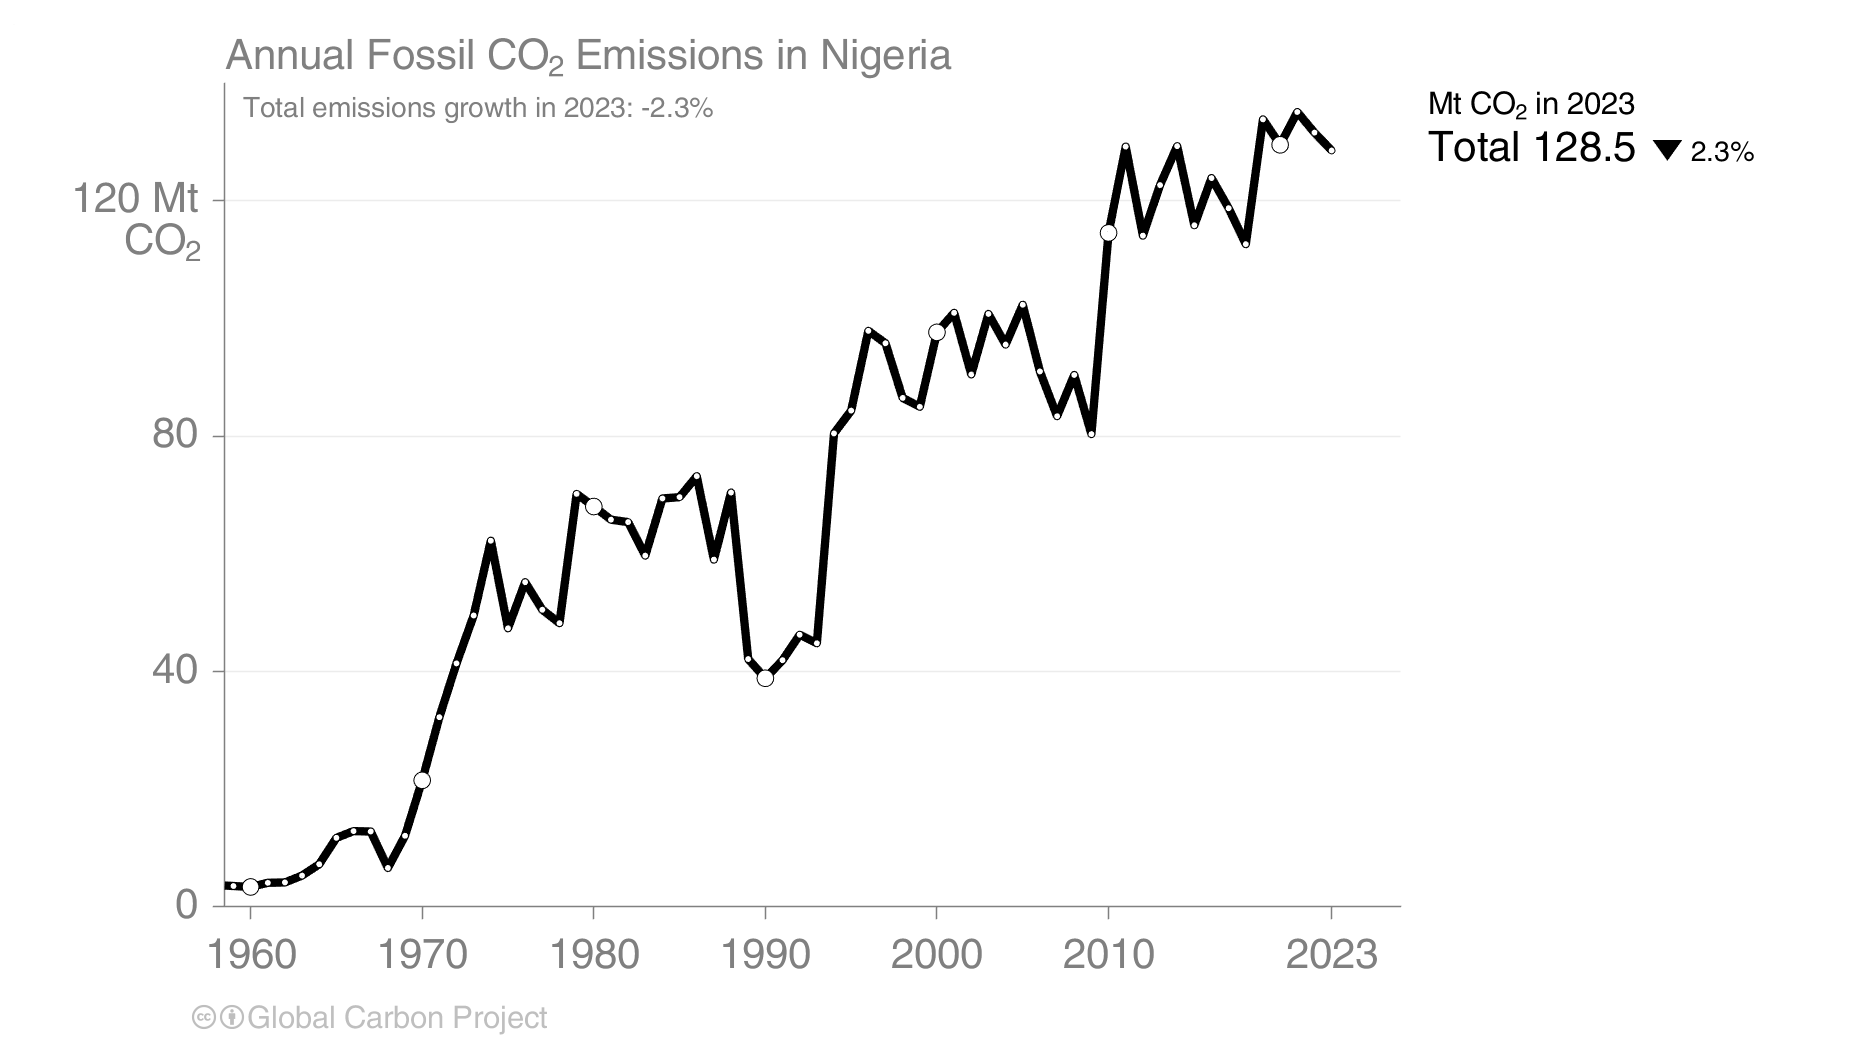 Annual Fossil CO₂ Emissions in Nigeria
Total emissions growth in 2023: -2.3%
Mt CO₂ in 2023
Total 128.5 ▼ 2.3%
120 Mt
CO₂
80
40
0
1960 1970 1980 1990 2000 2010 2023
cc Global Carbon Project